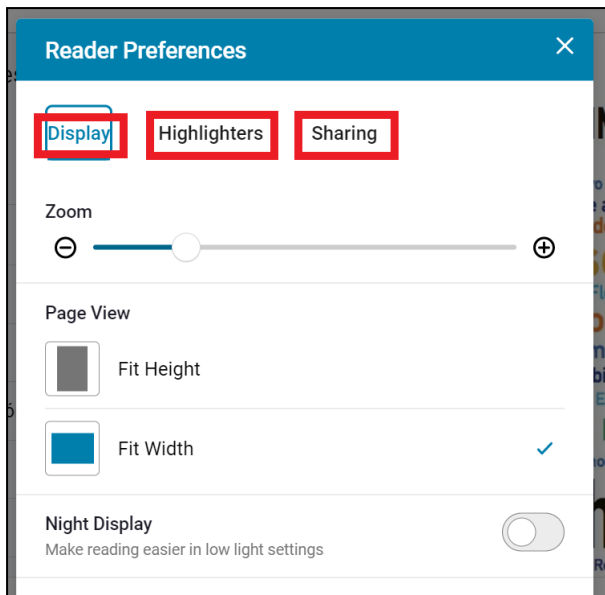 Reader Preferences
Display Highlighters Sharing
Zoom
Page View
Fit Height
Fit Width
Night Display
Make reading easier in low light settings